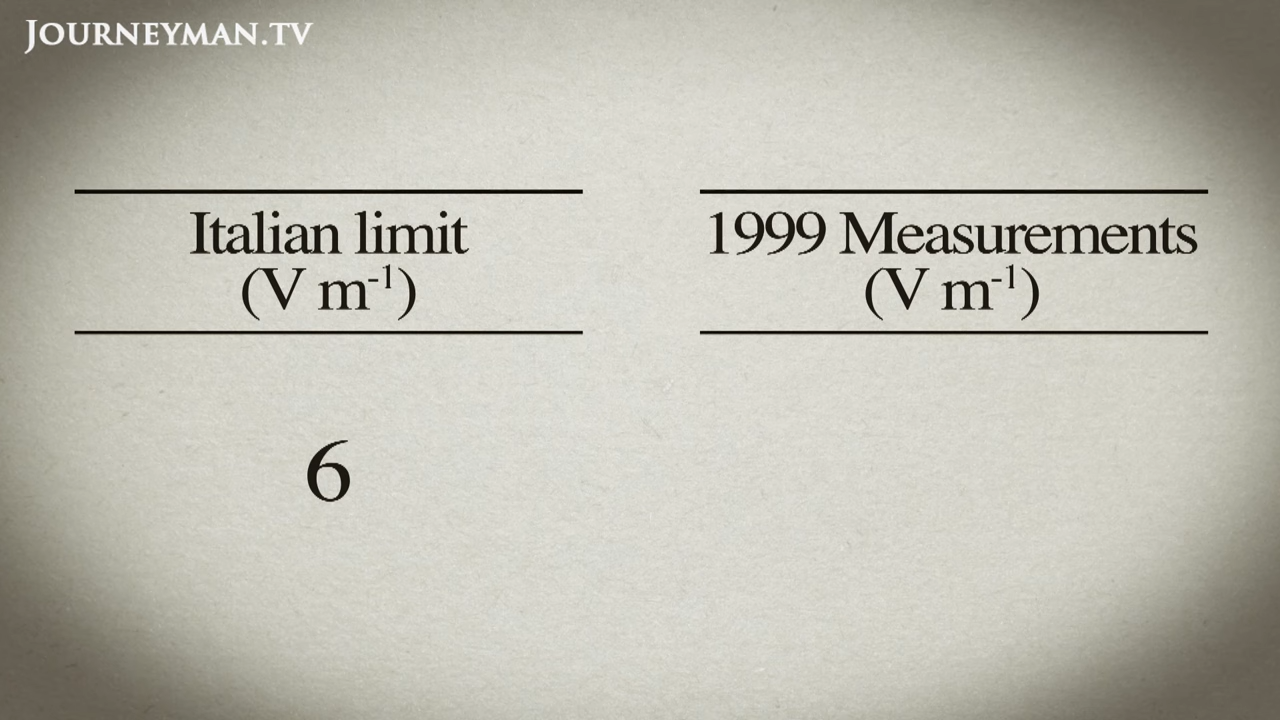 JOURNEYMAN.TV
Italian limit
(V m⁻¹)
1999 Measurements
(V m⁻¹)
6